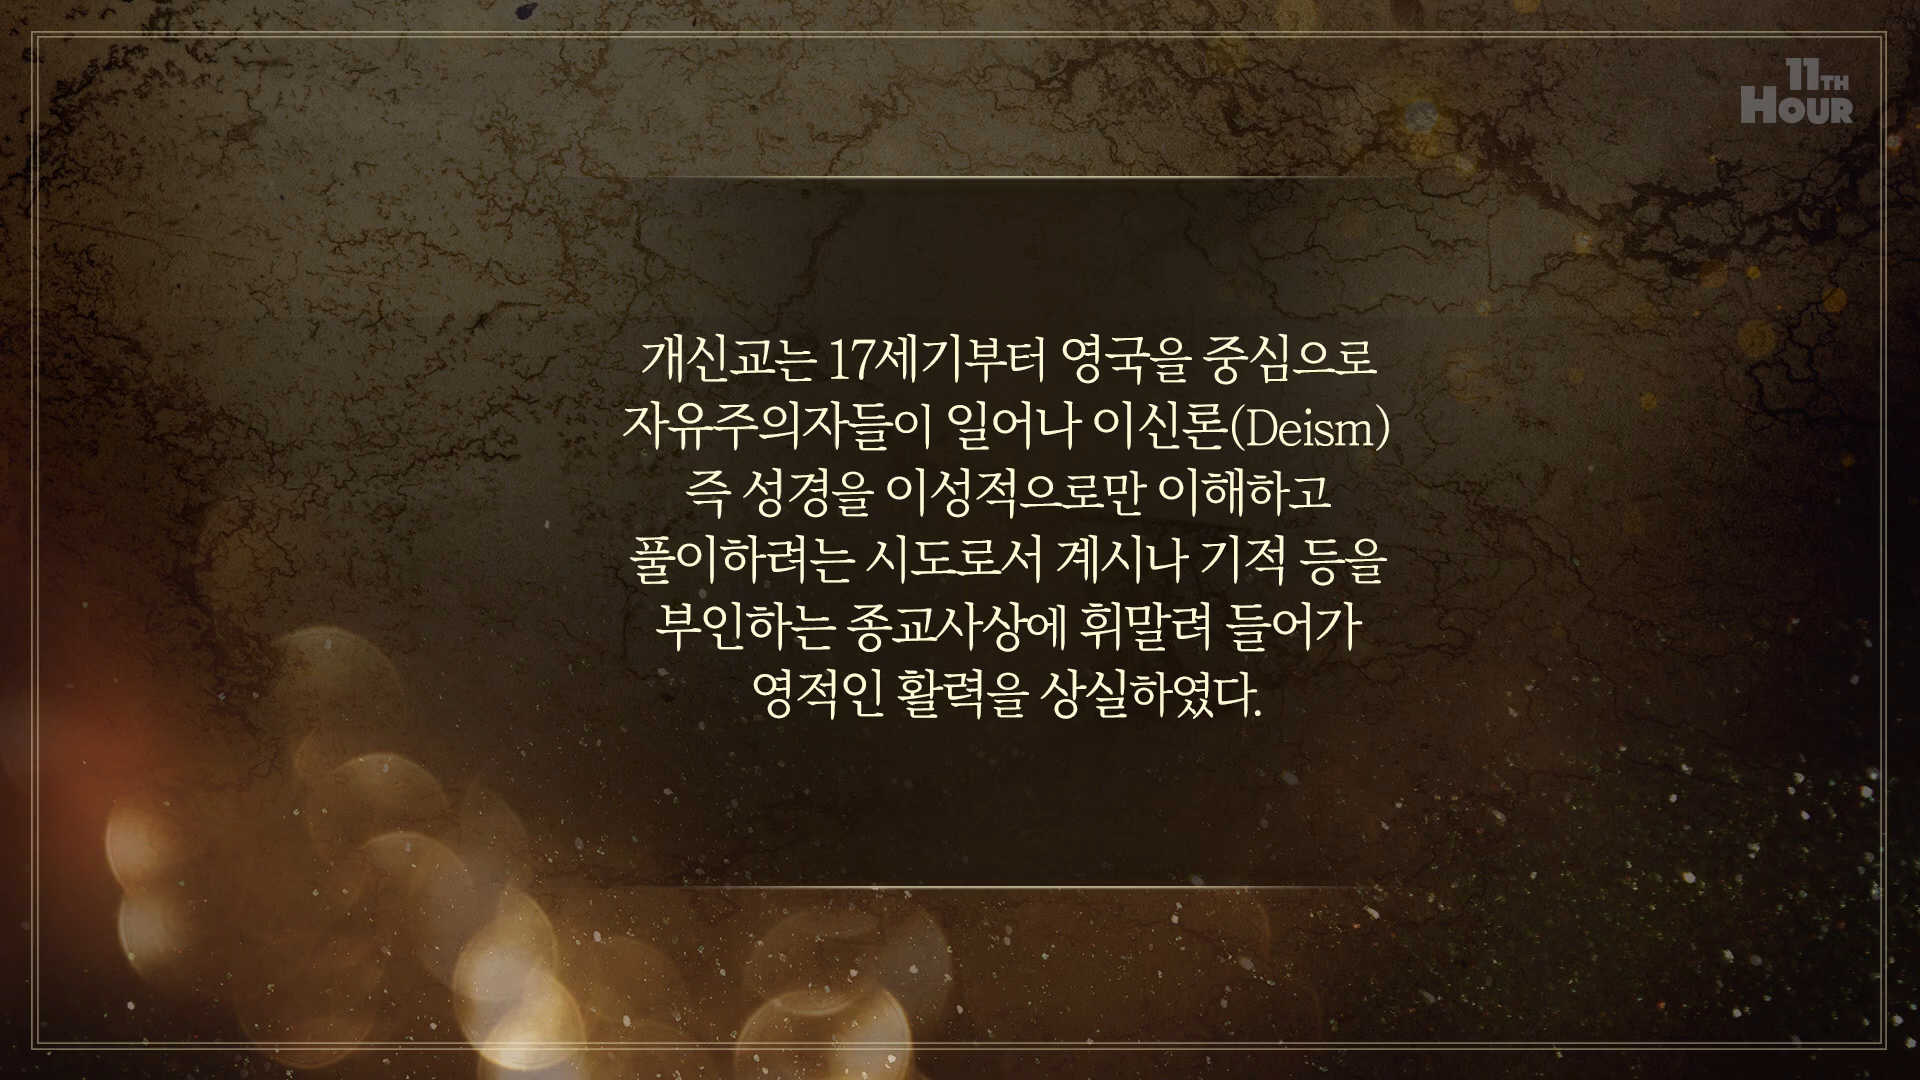 11TH
HOUR
개신교는 17세기부터 영국을 중심으로
자유주의자들이 일어나 이신론(Deism)
즉 성경을 이성적으로만 이해하고
풀이하려는 시도로서 계시나 기적 등을
부인하는 종교사상에 휘말려 들어가
영적인 활력을 상실하였다.